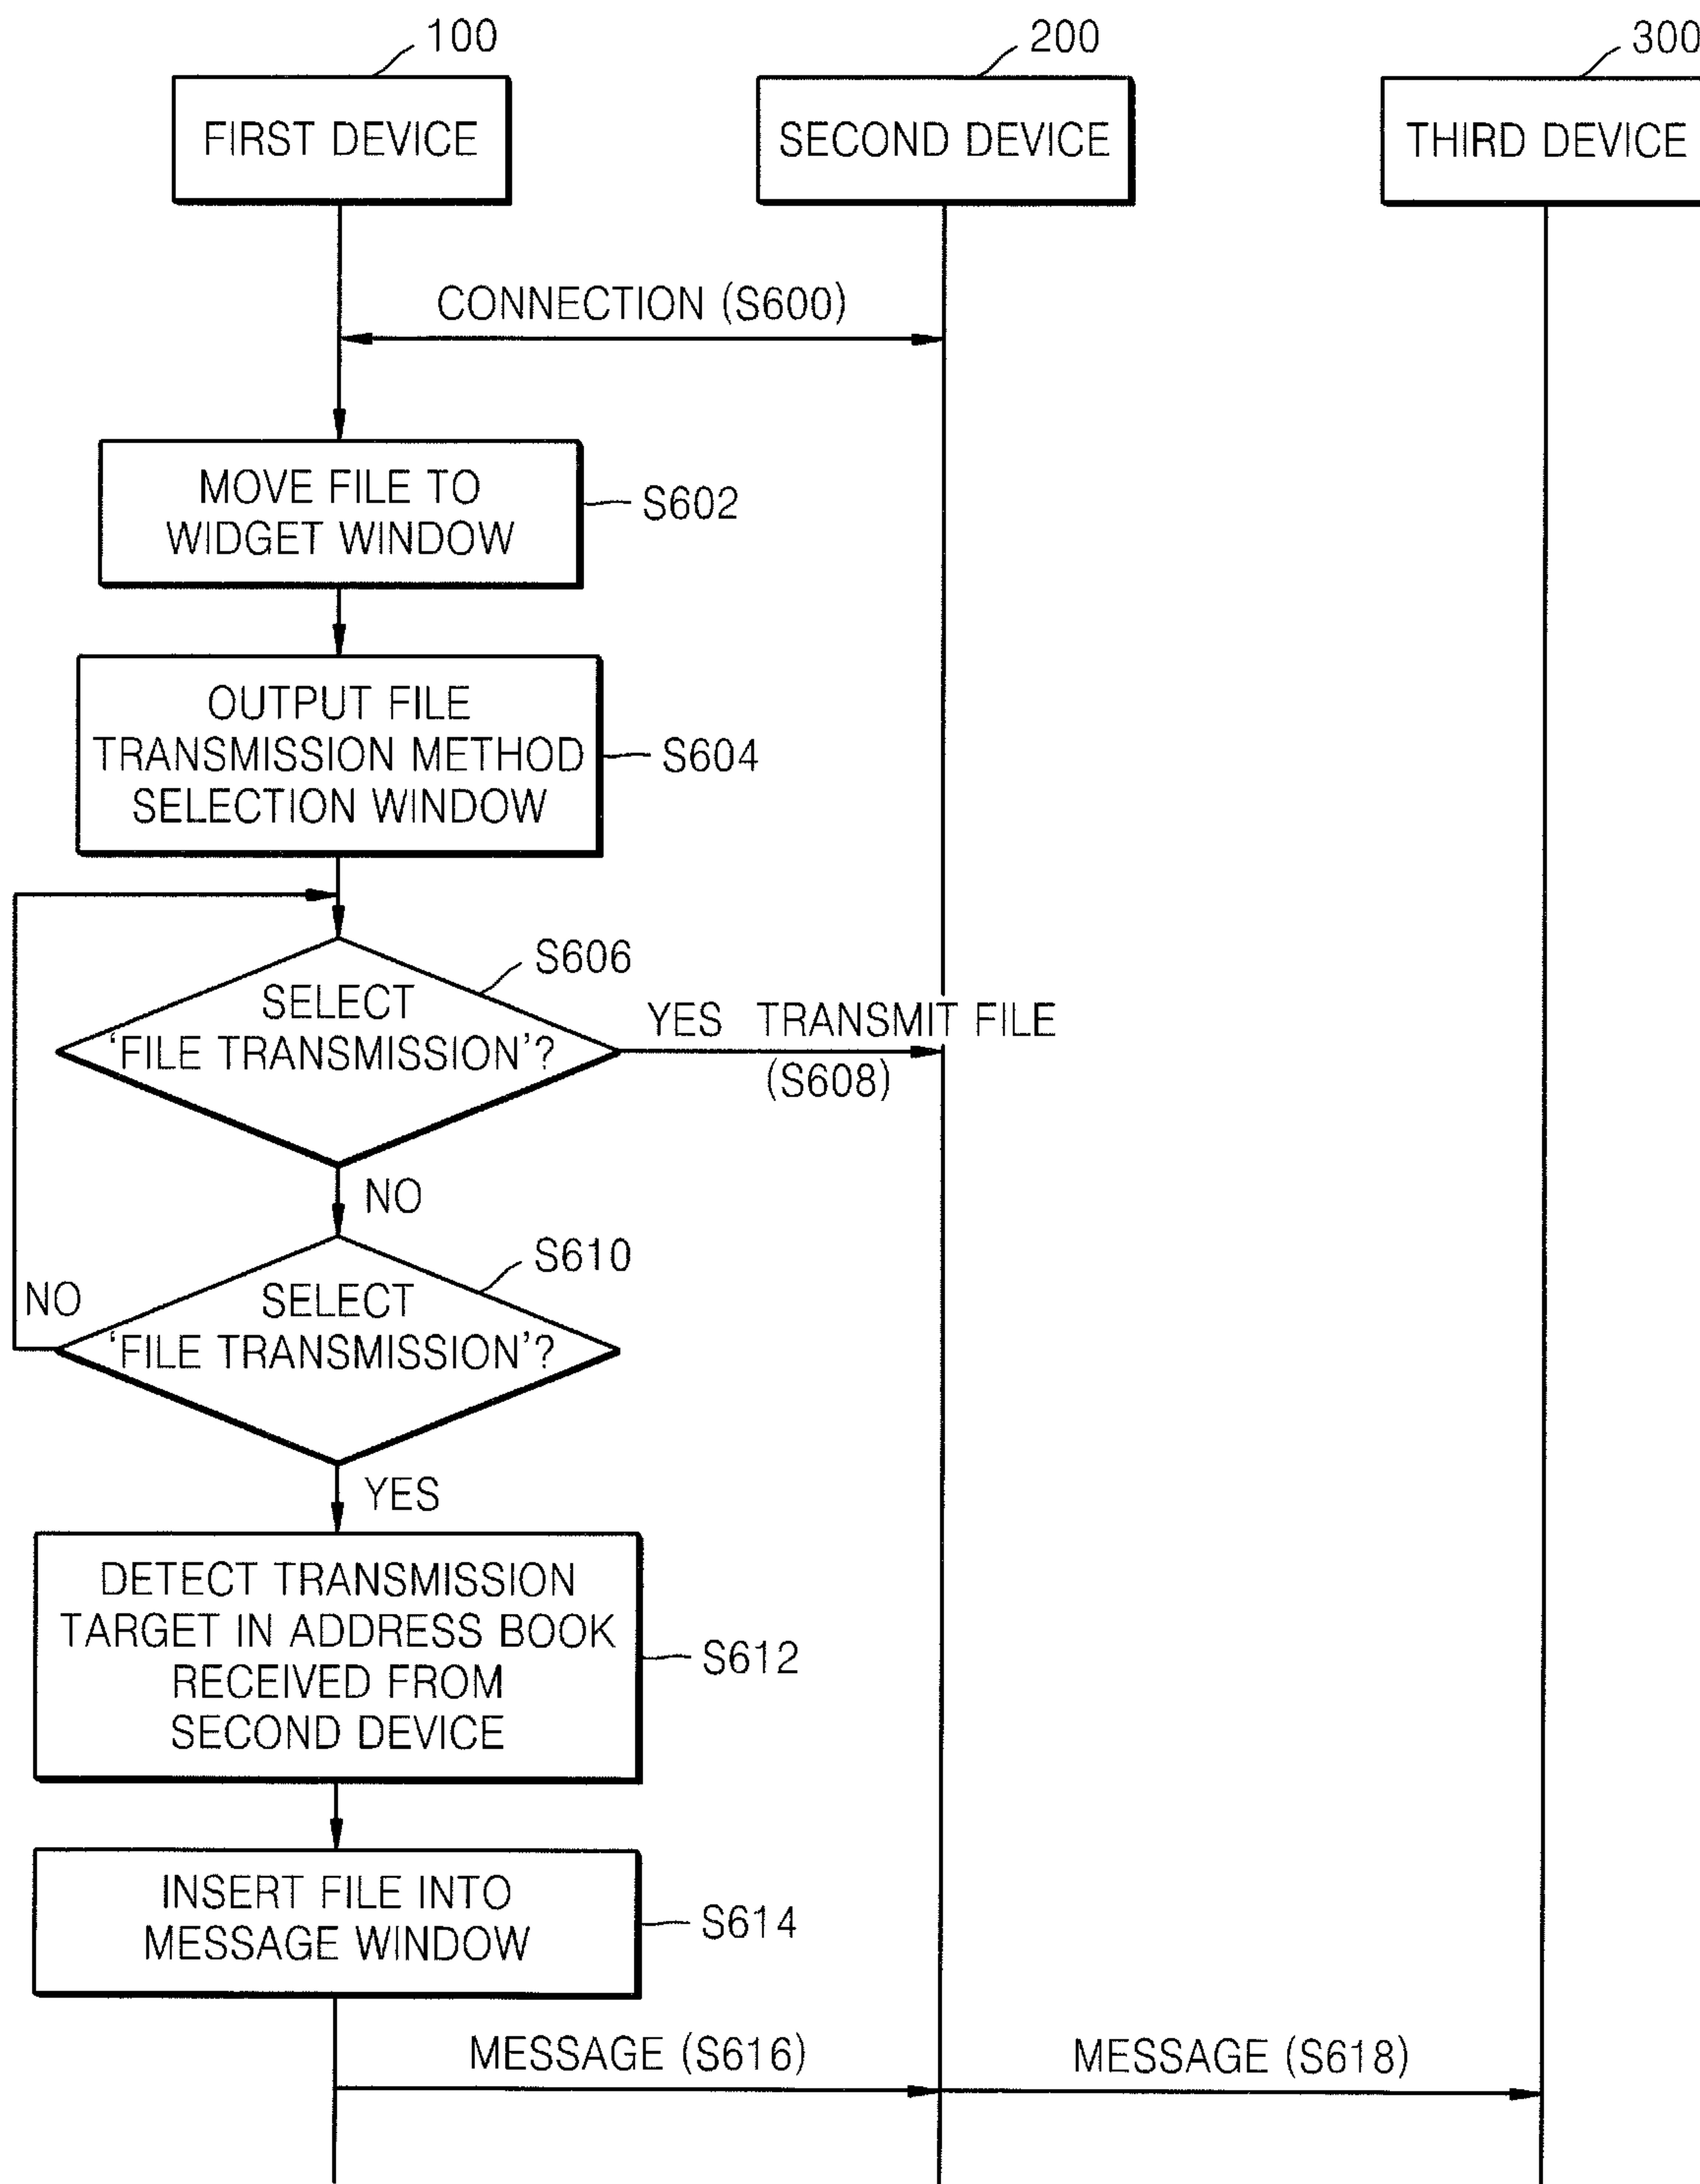 100
200
300
FIRST DEVICE
SECOND DEVICE
THIRD DEVICE
CONNECTION (S600)
MOVE FILE TO
WIDGET WINDOW
S602
OUTPUT FILE
TRANSMISSION METHOD
SELECTION WINDOW
S604
S606
SELECT
'FILE TRANSMISSION'?
YES TRANSMIT FILE
(S608)
NO
S610
SELECT
'FILE TRANSMISSION'?
NO
YES
DETECT TRANSMISSION
TARGET IN ADDRESS BOOK
RECEIVED FROM
SECOND DEVICE
S612
INSERT FILE INTO
MESSAGE WINDOW
S614
MESSAGE (S616)
MESSAGE (S618)